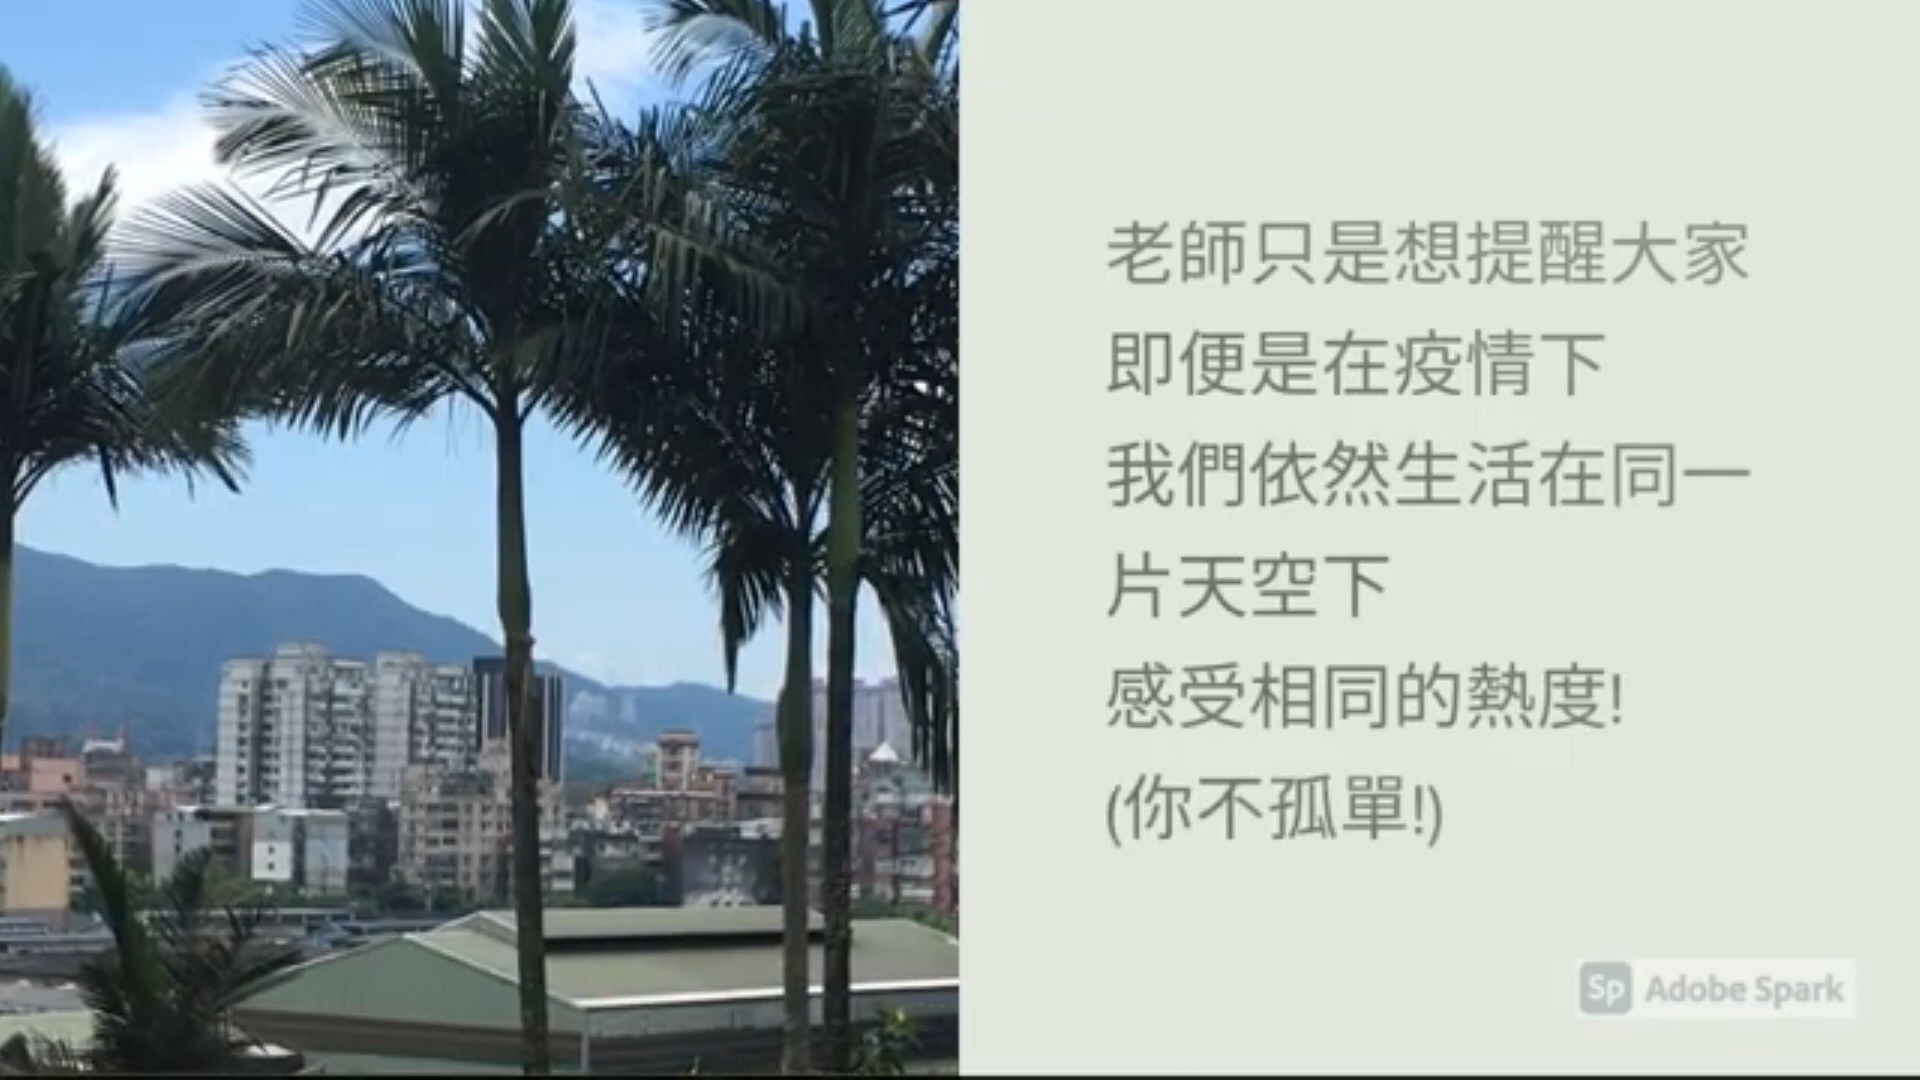 老師只是想提醒大家
即便是在疫情下
我們依然生活在同一
片天空下
感受相同的熱度!
(你不孤單!)
Sp Adobe Spark